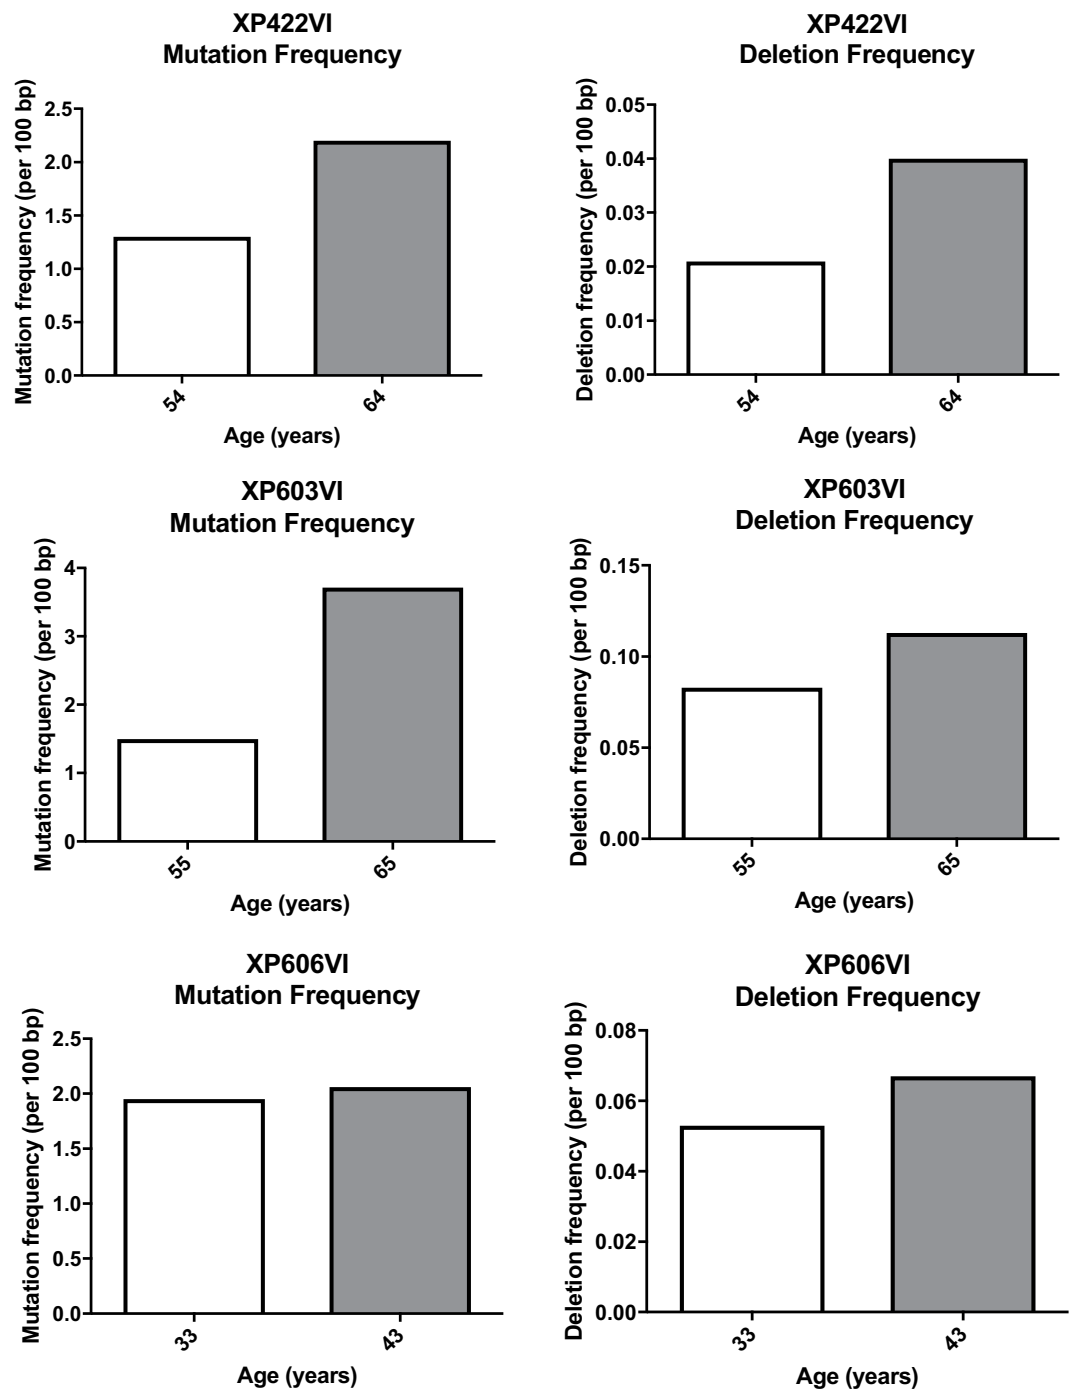 XP422VI
Mutation Frequency
Mutation frequency (per 100 bp)
2.5
2.0
1.5
1.0
0.5
0.0
54
64
Age (years)
XP422VI
Deletion Frequency
Deletion frequency (per 100 bp)
0.05
0.04
0.03
0.02
0.01
0.00
54
64
Age (years)
XP603VI
Mutation Frequency
Mutation frequency (per 100 bp)
4
3
2
1
0
55
65
Age (years)
XP603VI
Deletion Frequency
Deletion frequency (per 100 bp)
0.15
0.10
0.05
0.00
55
65
Age (years)
XP606VI
Mutation Frequency
Mutation frequency (per 100 bp)
2.5
2.0
1.5
1.0
0.5
0.0
33
43
Age (years)
XP606VI
Deletion Frequency
Deletion frequency (per 100 bp)
0.08
0.06
0.04
0.02
0.00
33
43
Age (years)